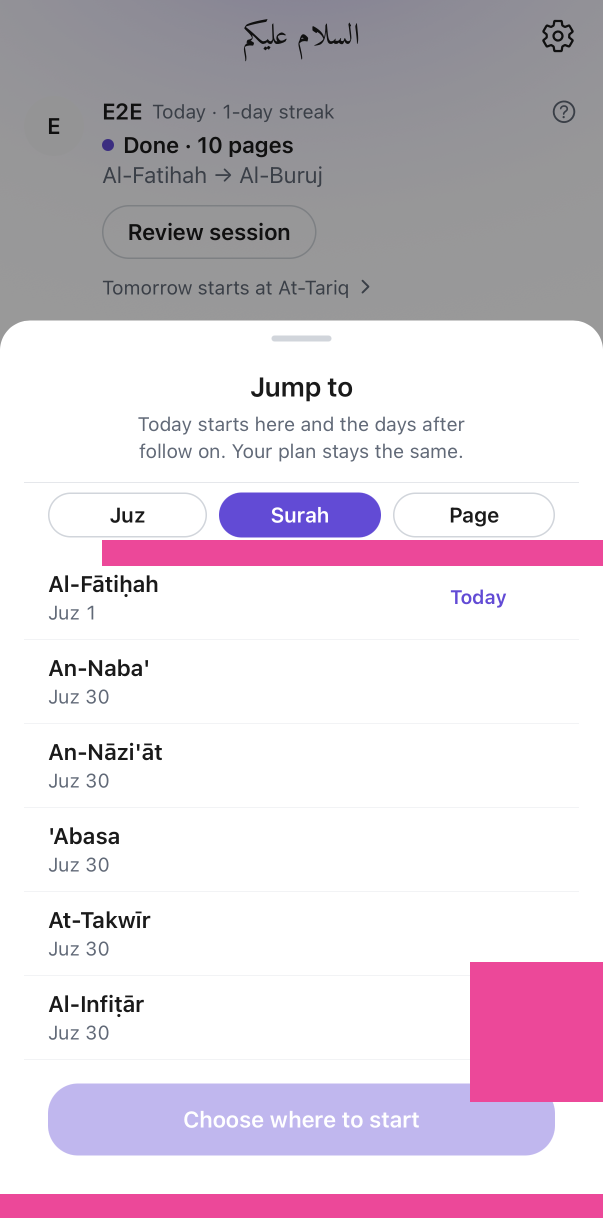 السلام عليكم
E
E2E Today · 1-day streak
Done · 10 pages
Al-Fatihah → Al-Buruj
Review session
Tomorrow starts at At-Tariq
Jump to
Today starts here and the days after
follow on. Your plan stays the same.
Juz Surah Page
Al-Fātiḥah
Juz 1
Today
An-Naba'
Juz 30
An-Nāzi'āt
Juz 30
'Abasa
Juz 30
At-Takwīr
Juz 30
Al-Infiṭār
Juz 30
Choose where to start